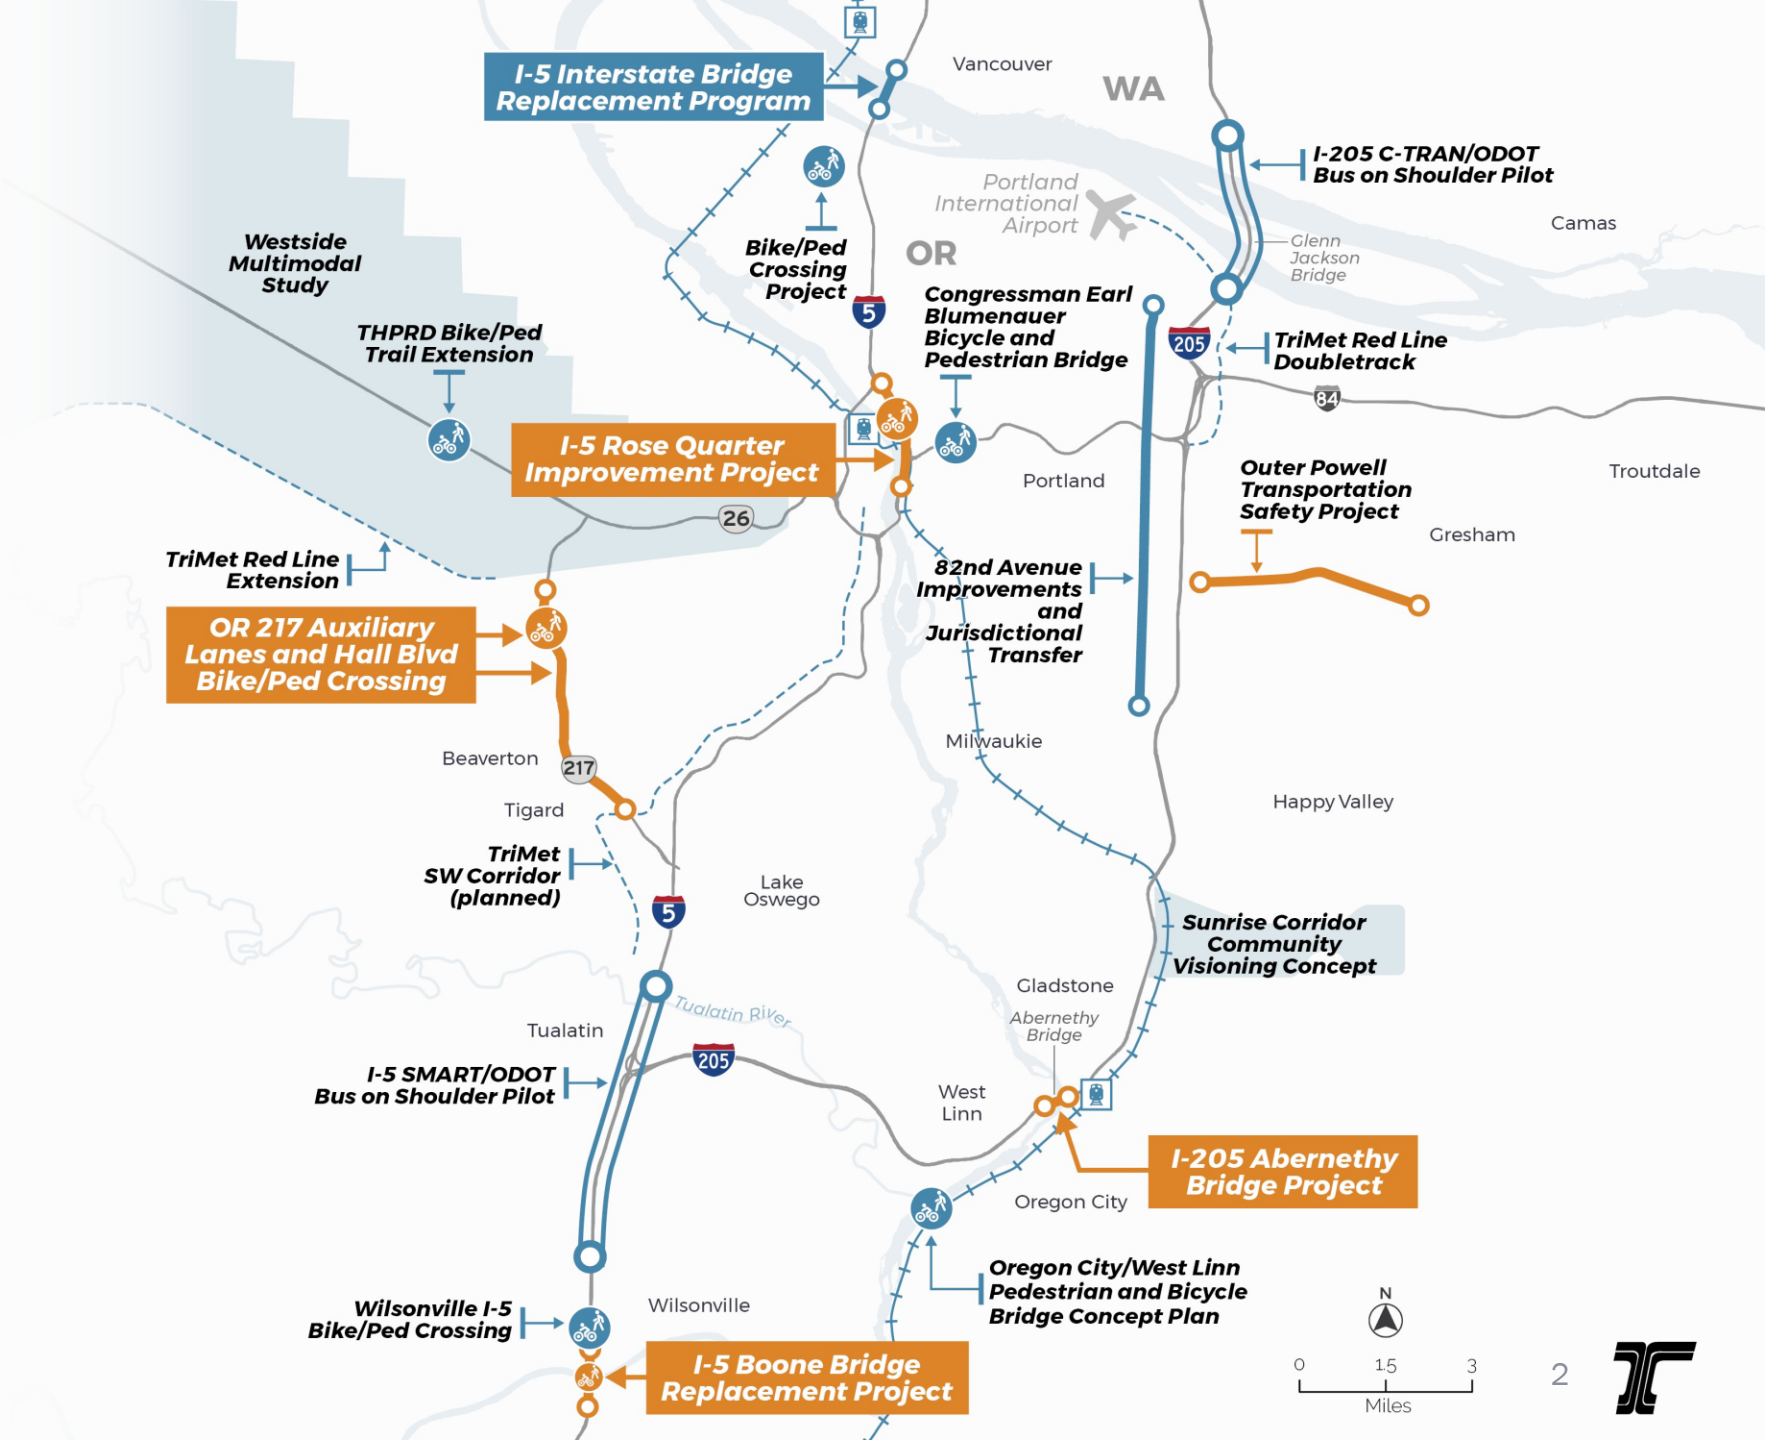 I-5 Interstate Bridge
Replacement Program
Vancouver
WA
I-205 C-TRAN/ODOT
Bus on Shoulder Pilot
Portland
International
Airport
Camas
Glenn
Jackson
Bridge
Westside
Multimodal
Study
Bike/Ped
Crossing
Project
OR
5
Congressman Earl
Blumenauer
Bicycle and
Pedestrian Bridge
THPRD Bike/Ped
Trail Extension
205
TriMet Red Line
Doubletrack
84
I-5 Rose Quarter
Improvement Project
Portland
Outer Powell
Transportation
Safety Project
Troutdale
26
Gresham
TriMet Red Line
Extension
82nd Avenue
Improvements
and
Jurisdictional
Transfer
OR 217 Auxiliary
Lanes and Hall Blvd
Bike/Ped Crossing
Beaverton
217
Milwaukie
Tigard
Happy Valley
TriMet
SW Corridor
(planned)
Lake
Oswego
5
Sunrise Corridor
Community
Visioning Concept
Gladstone
Tualatin River
Abernethy
Bridge
Tualatin
205
I-5 SMART/ODOT
Bus on Shoulder Pilot
West
Linn
I-205 Abernethy
Bridge Project
Oregon City
Oregon City/West Linn
Pedestrian and Bicycle
Bridge Concept Plan
Wilsonville I-5
Bike/Ped Crossing
Wilsonville
I-5 Boone Bridge
Replacement Project
N
0 1.5 3
Miles
2